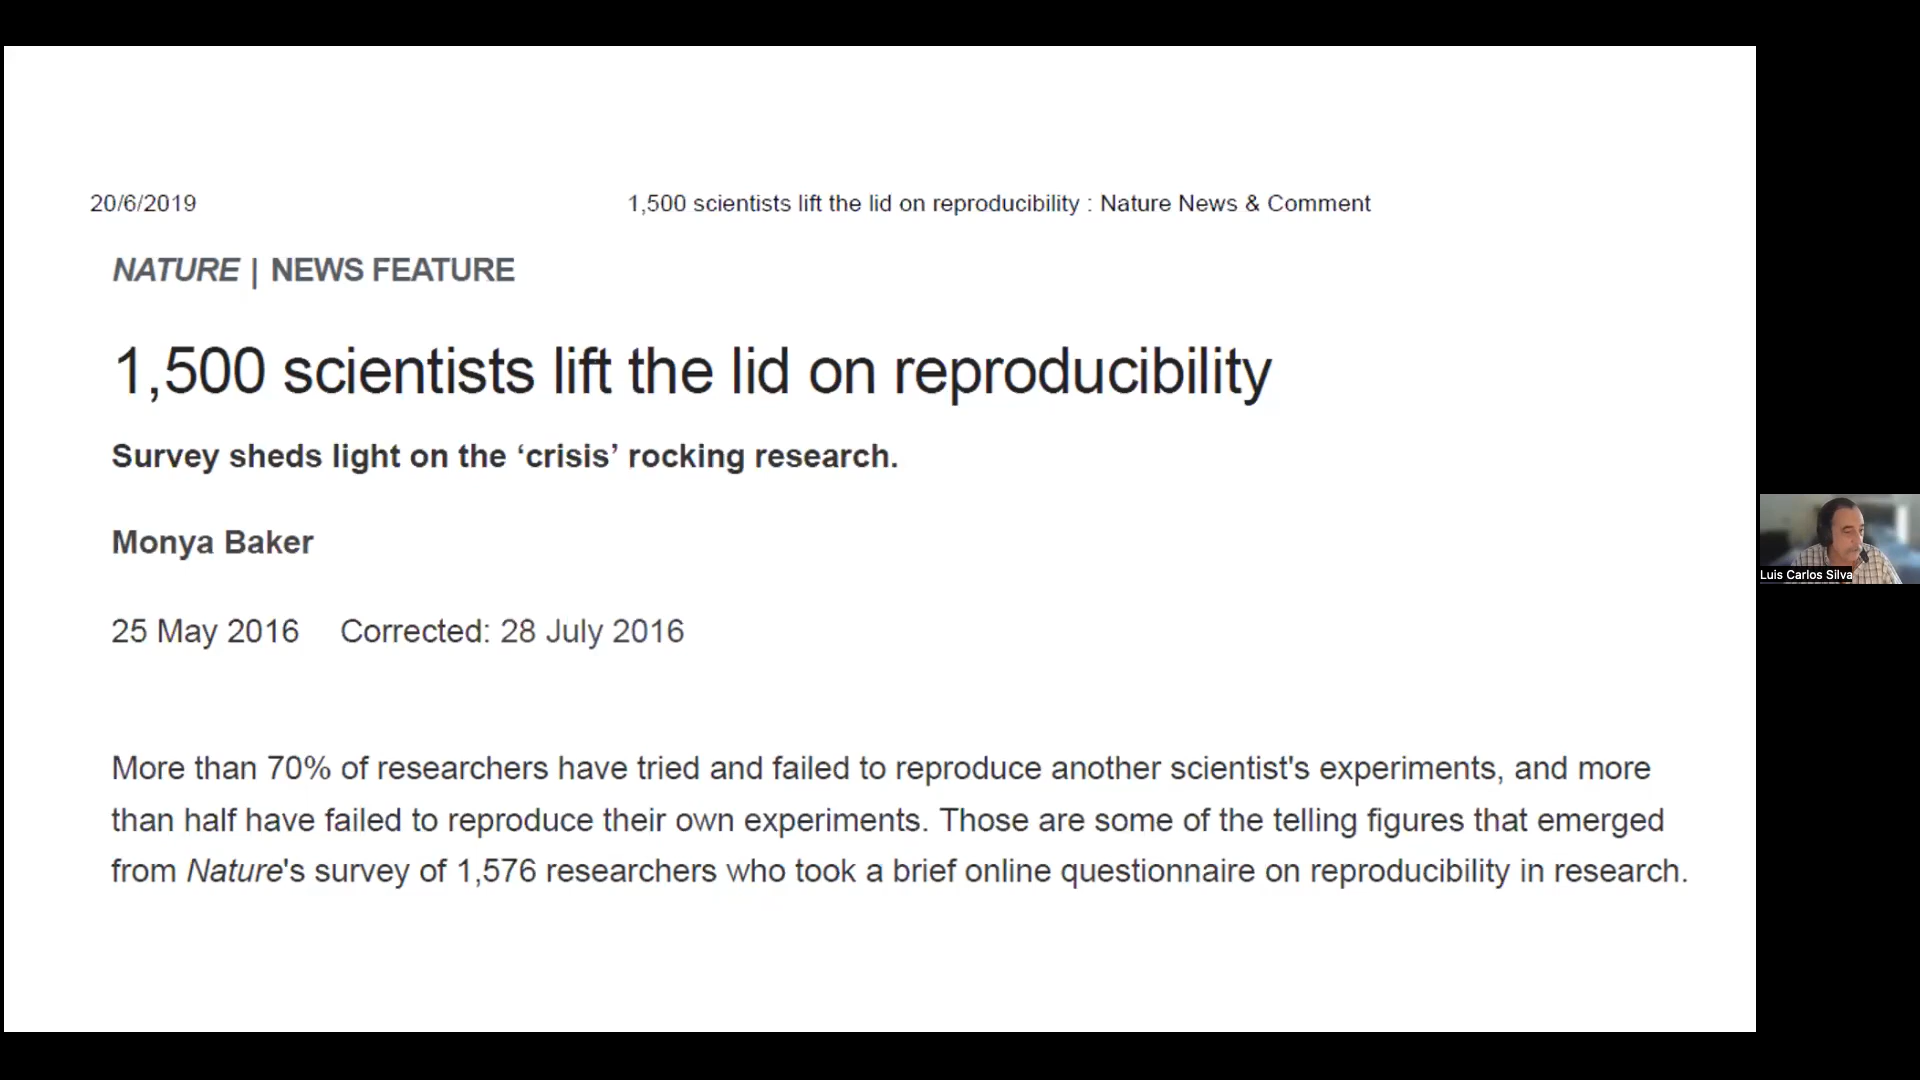 20/6/2019 1,500 scientists lift the lid on reproducibility : Nature News & Comment
NATURE | NEWS FEATURE
1,500 scientists lift the lid on reproducibility
Survey sheds light on the ‘crisis’ rocking research.
Monya Baker
25 May 2016 Corrected: 28 July 2016
More than 70% of researchers have tried and failed to reproduce another scientist's experiments, and more
than half have failed to reproduce their own experiments. Those are some of the telling figures that emerged
from Nature's survey of 1,576 researchers who took a brief online questionnaire on reproducibility in research.
Luis Carlos Silva